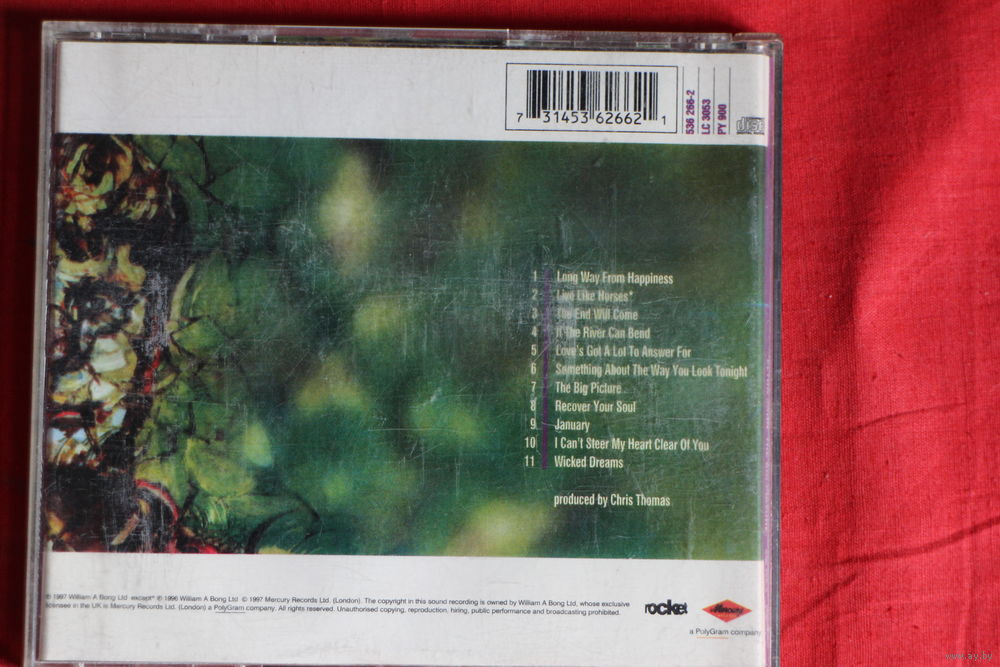 7 31453 62662 1
536 266-2
LC 3053
PY 900
disc
1 Long Way From Happiness
2 Live Like Horses*
3 The End Will Come
4 If The River Can Bend
5 Love's Got A Lot To Answer For
6 Something About The Way You Look Tonight
7 The Big Picture
8 Recover Your Soul
9 January
10 I Can't Steer My Heart Clear Of You
11 Wicked Dreams
produced by Chris Thomas
℗ 1997 William A Bong Ltd except* ℗ 1996 William A Bong Ltd © 1997 Mercury Records Ltd. (London). The copyright in this sound recording is owned by William A Bong Ltd, whose exclusive
licensee in the UK is Mercury Records Ltd. (London) a PolyGram company. All rights reserved. Unauthorised copying, reproduction, hiring, public performance and broadcasting prohibited.
rocket
Mercury
a PolyGram company
www.ay.by